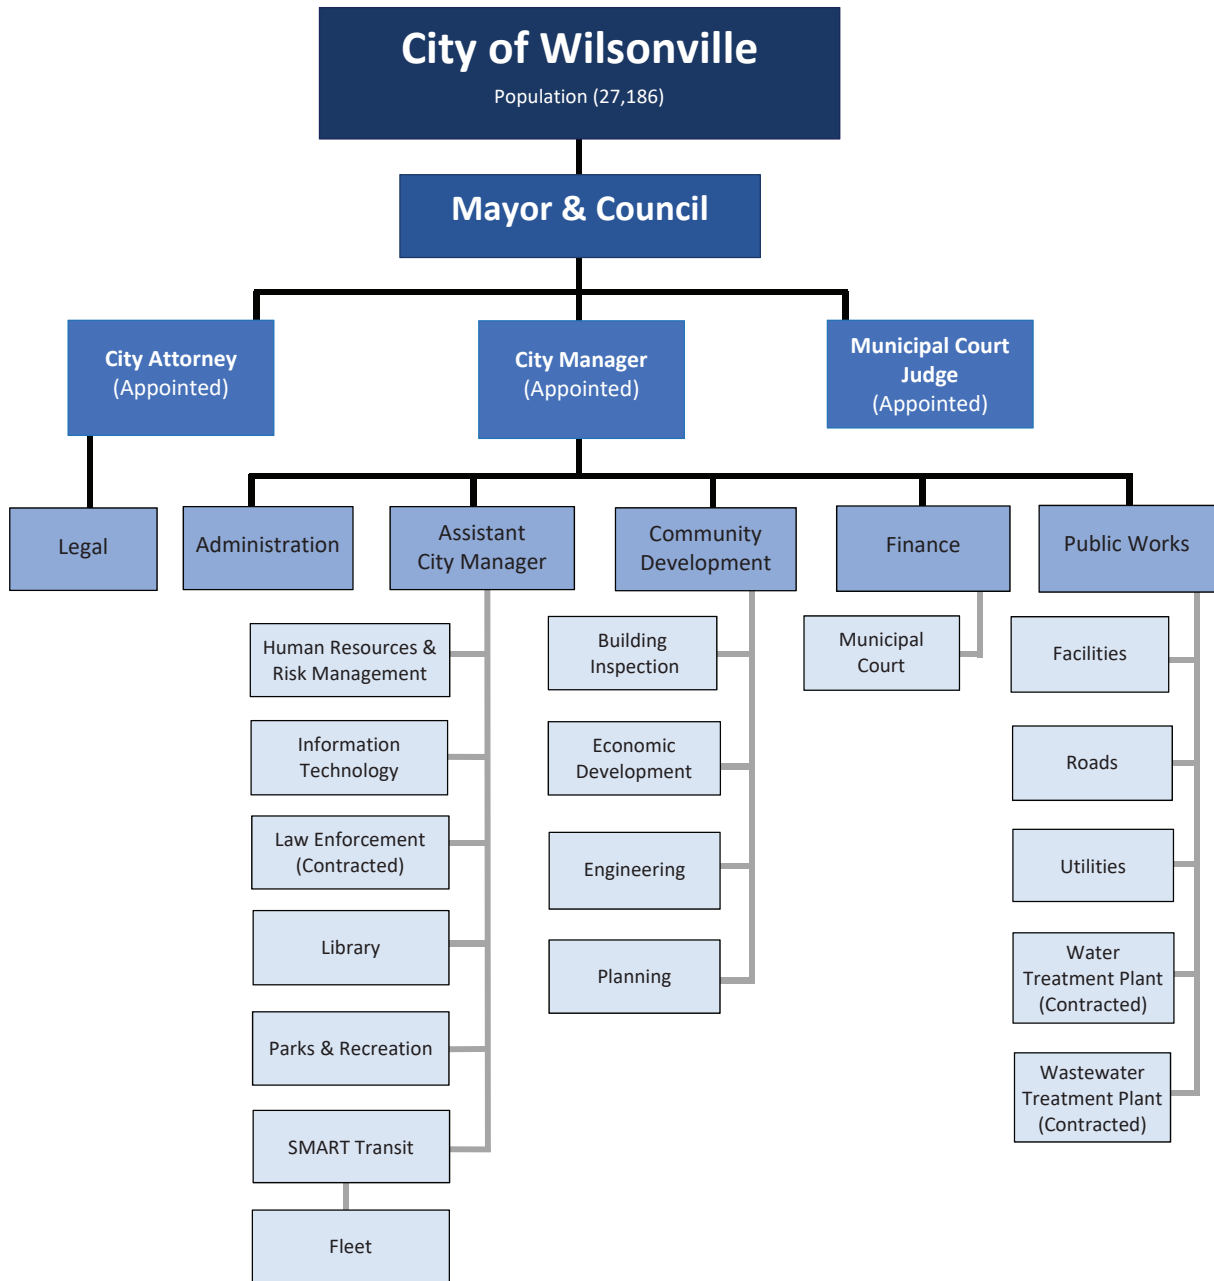 City of Wilsonville
Population (27,186)
Mayor & Council
City Attorney
(Appointed)
City Manager
(Appointed)
Municipal Court
Judge
(Appointed)
Legal
Administration
Assistant
City Manager
Community
Development
Finance
Public Works
Human Resources &
Risk Management
Information
Technology
Law Enforcement
(Contracted)
Library
Parks & Recreation
SMART Transit
Fleet
Building
Inspection
Economic
Development
Engineering
Planning
Municipal
Court
Facilities
Roads
Utilities
Water
Treatment Plant
(Contracted)
Wastewater
Treatment Plant
(Contracted)